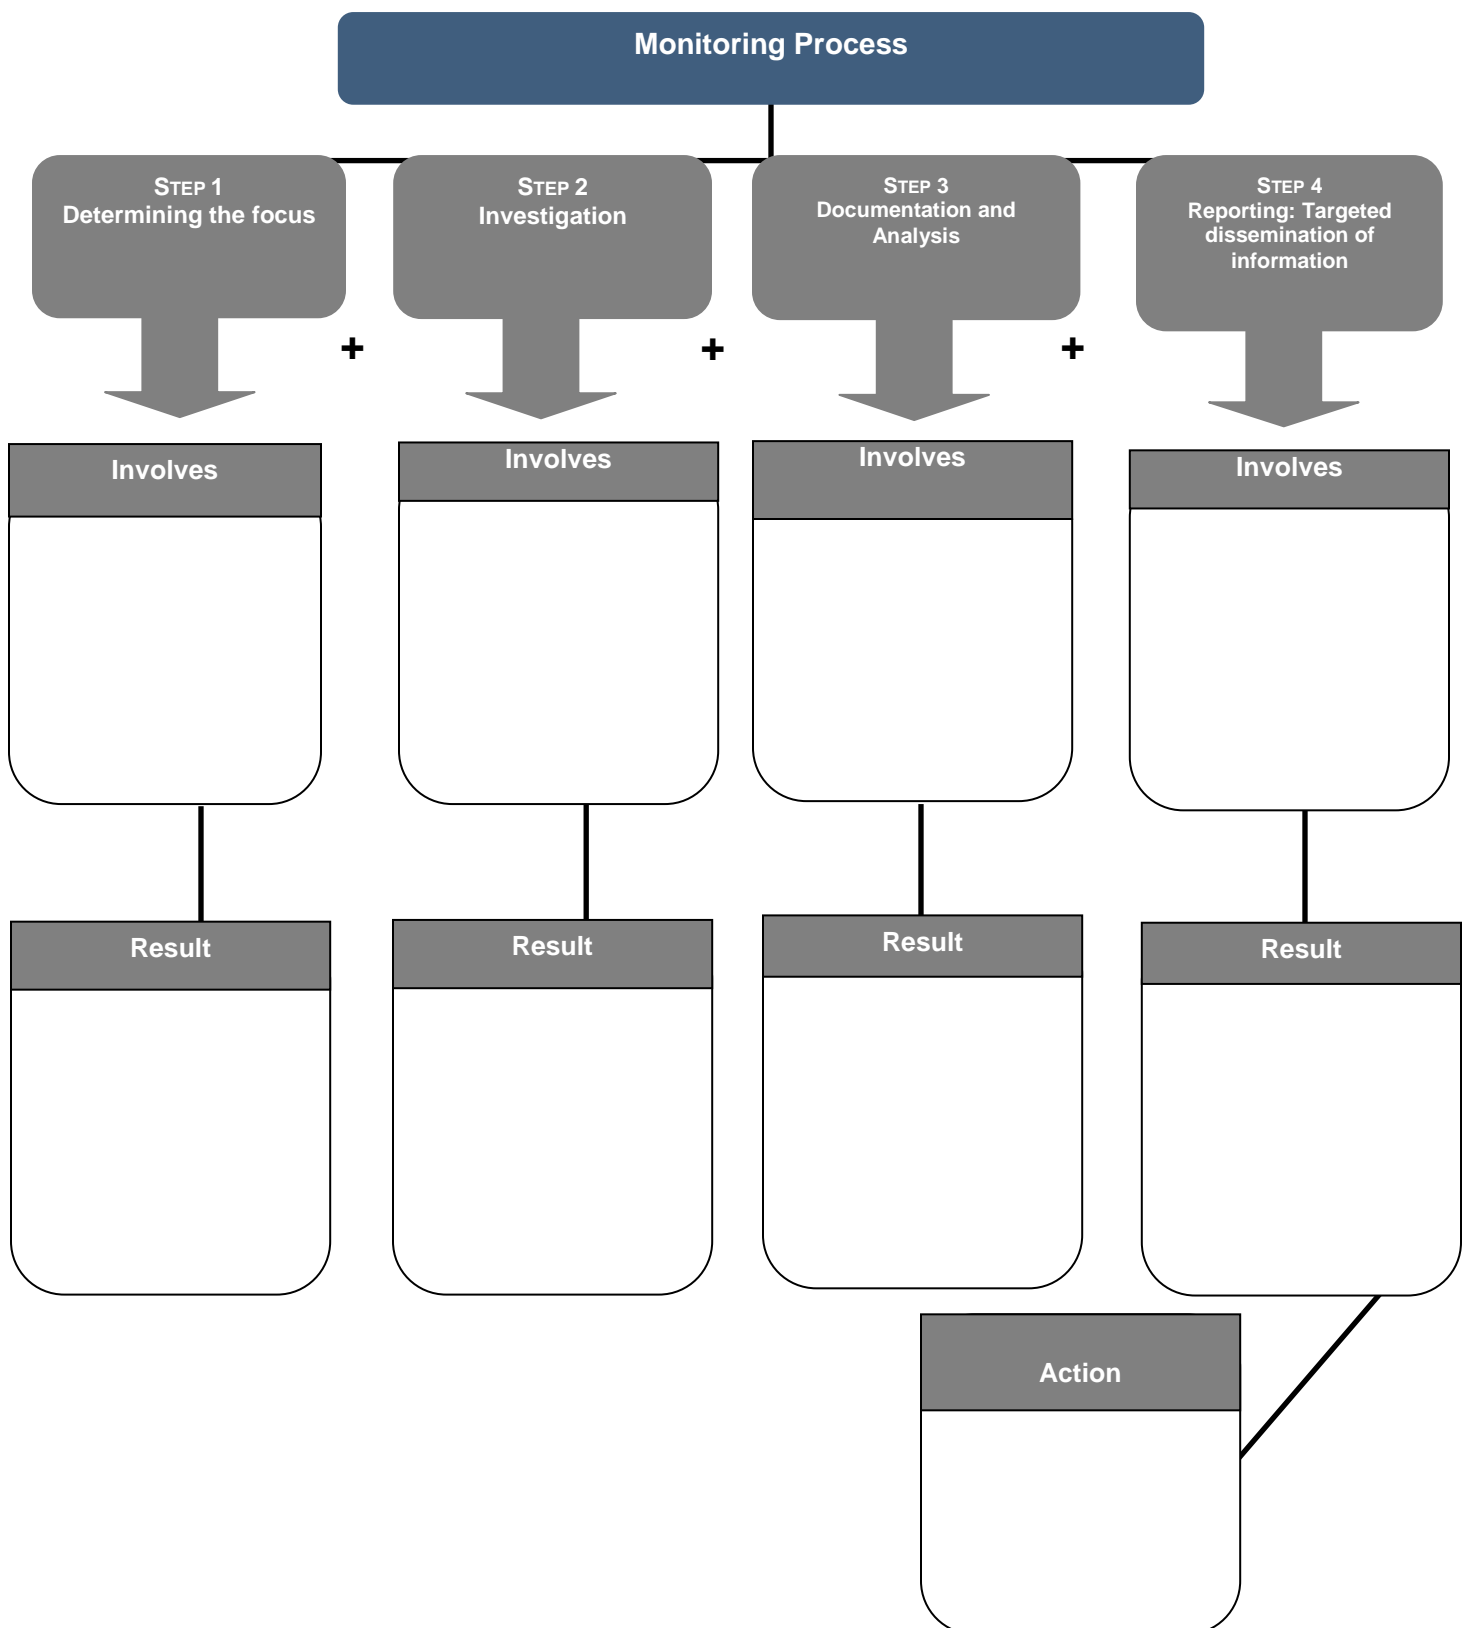 Monitoring Process
STEP 1
Determining the focus
STEP 2
Investigation
STEP 3
Documentation and
Analysis
STEP 4
Reporting: Targeted
dissemination of
information
+
+
+
Involves
Involves
Involves
Involves
Result
Result
Result
Result
Action